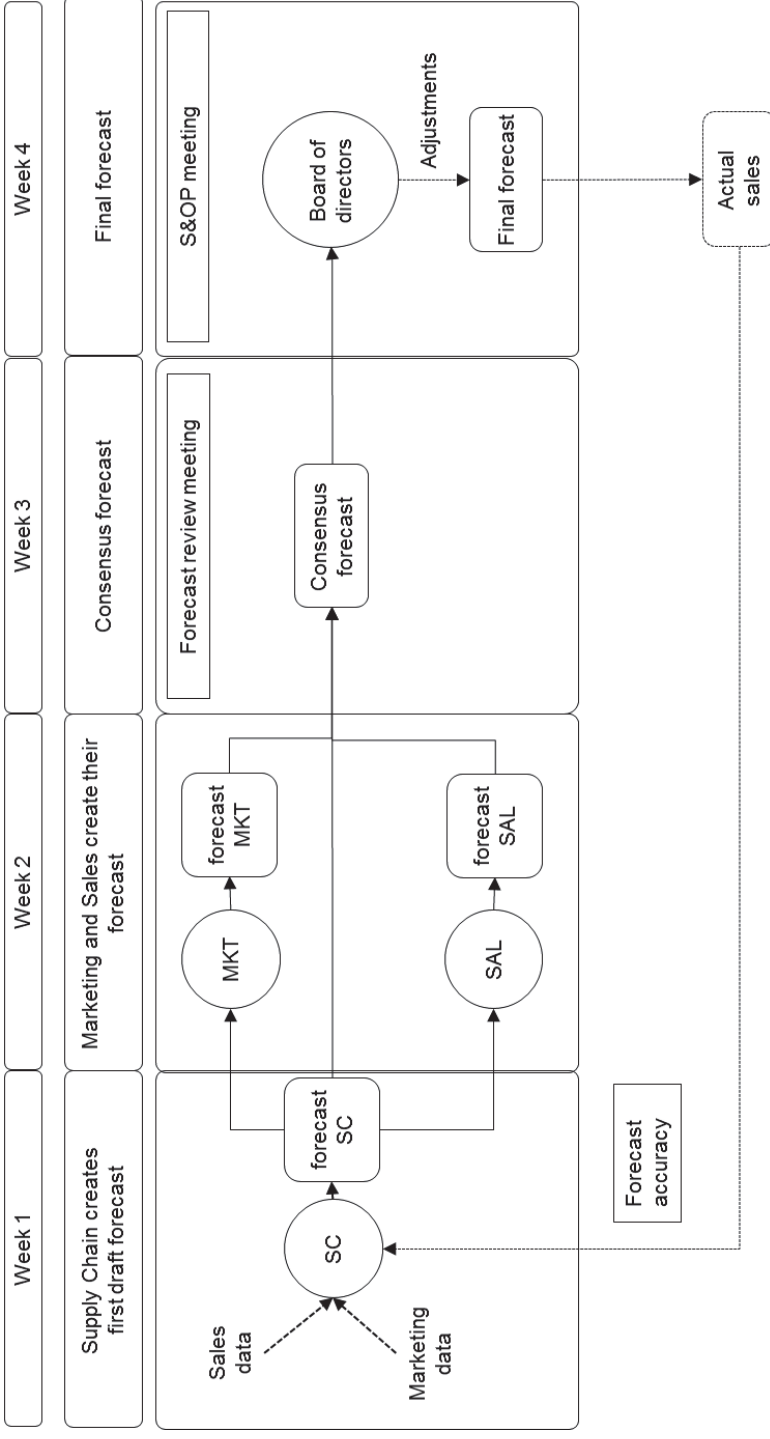 Week 1
Week 2
Week 3
Week 4
Supply Chain creates
first draft forecast
Marketing and Sales create their
forecast
Consensus forecast
Final forecast
Forecast review meeting
S&OP meeting
Sales
data
Marketing
data
SC
forecast
SC
MKT
forecast
MKT
SAL
forecast
SAL
Consensus
forecast
Board of
directors
Adjustments
Final forecast
Forecast
accuracy
Actual
sales